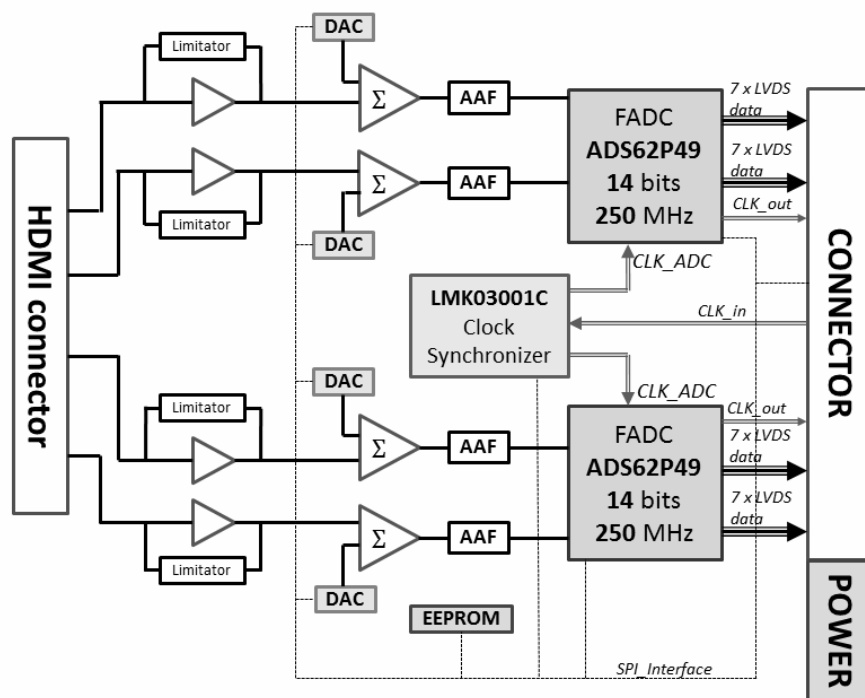 Limitator
DAC
Σ
AAF
7 x LVDS
data
FADC
ADS62P49
14 bits
250 MHz
Limitator
DAC
Σ
AAF
7 x LVDS
data
CLK_out
HDMI connector
CLK_ADC
LMK03001C
Clock
Synchronizer
CLK_in
CONNECTOR
CLK_ADC
Limitator
DAC
Σ
AAF
CLK_out
7 x LVDS
data
FADC
ADS62P49
14 bits
250 MHz
Limitator
DAC
Σ
AAF
7 x LVDS
data
EEPROM
SPI_Interface
POWER